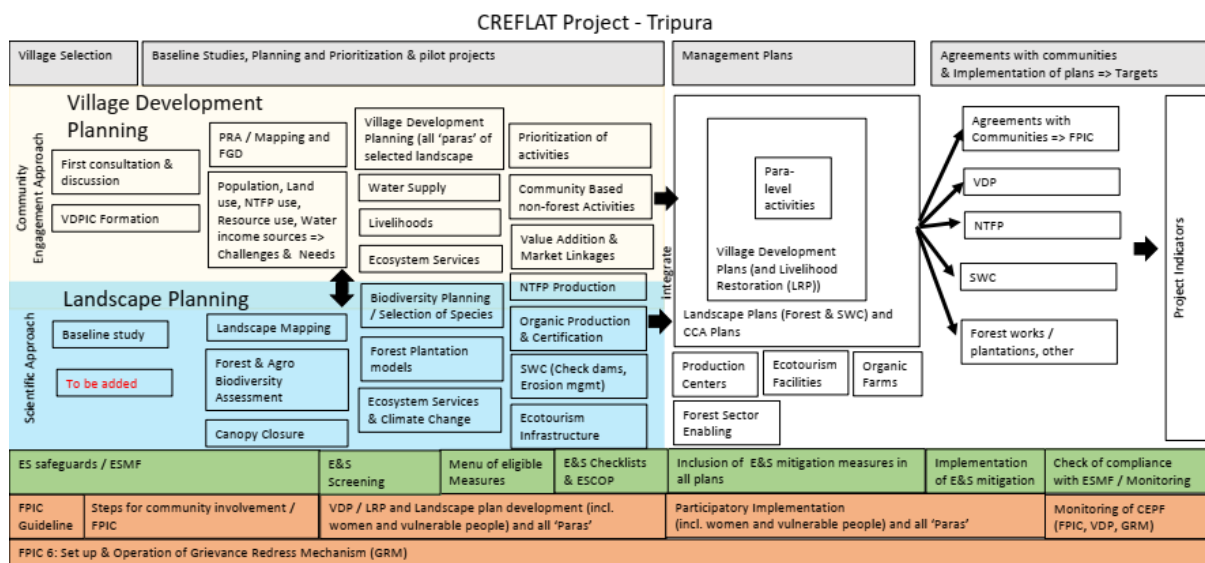 CREFLAT Project - Tripura
Village Selection
Baseline Studies, Planning and Prioritization & pilot projects
Management Plans
Agreements with communities
& Implementation of plans => Targets
Community
Engagement Approach
Village Development
Planning
First consultation &
discussion
VDPIC Formation
PRA / Mapping and
FGD
Population, Land
use, NTFP use,
Resource use, Water
income sources =>
Challenges & Needs
Village Development
Planning (all ‘paras’ of
selected landscape
Water Supply
Livelihoods
Ecosystem Services
Prioritization of
activities
Community Based
non-forest Activities
Value Addition &
Market Linkages
NTFP Production
Scientific Approach
Landscape Planning
Baseline study
To be added
Landscape Mapping
Forest & Agro
Biodiversity
Assessment
Canopy Closure
Biodiversity Planning
/ Selection of Species
Forest Plantation
models
Ecosystem Services
& Climate Change
Organic Production
& Certification
SWC (Check dams,
Erosion mgmt)
Ecotourism
Infrastructure
Integrate
Para-
level
activities
Village Development
Plans (and Livelihood
Restoration (LRP))
Landscape Plans (Forest & SWC) and
CCA Plans
Production
Centers
Ecotourism
Facilities
Organic
Farms
Forest Sector
Enabling
Agreements with
Communities => FPIC
VDP
NTFP
SWC
Forest works /
plantations, other
Project Indicators
ES safeguards / ESMF
E&S
Screening
Menu of eligible
Measures
E&S Checklists
& ESCOP
Inclusion of E&S mitigation measures in
all plans
Implementation
of E&S mitigation
Check of compliance
with ESMF / Monitoring
FPIC
Guideline
Steps for community involvement /
FPIC
VDP / LRP and Landscape plan development (incl.
women and vulnerable people) and all ‘Paras’
Participatory Implementation
(incl. women and vulnerable people) and all ‘Paras’
Monitoring of CEPF
(FPIC, VDP, GRM)
FPIC 6: Set up & Operation of Grievance Redress Mechanism (GRM)